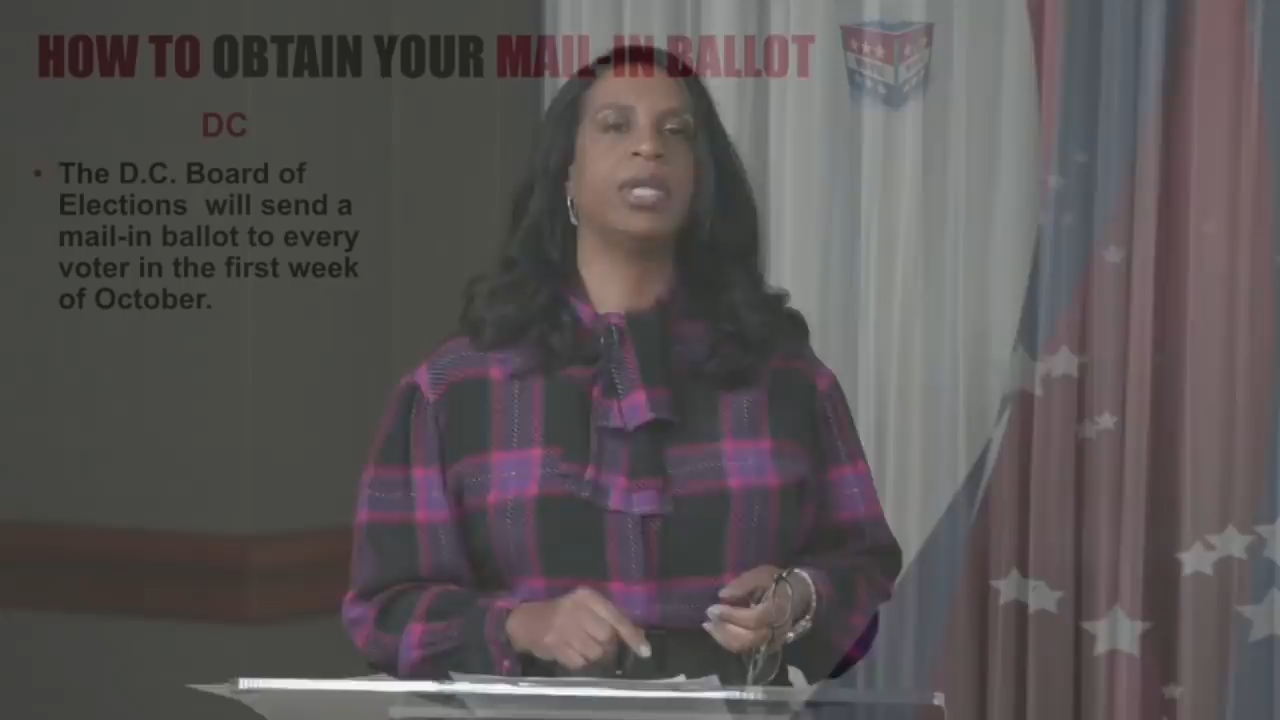 HOW TO OBTAIN YOUR MAIL-IN BALLOT
DC
• The D.C. Board of
Elections will send a
mail-in ballot to every
voter in the first week
of October.